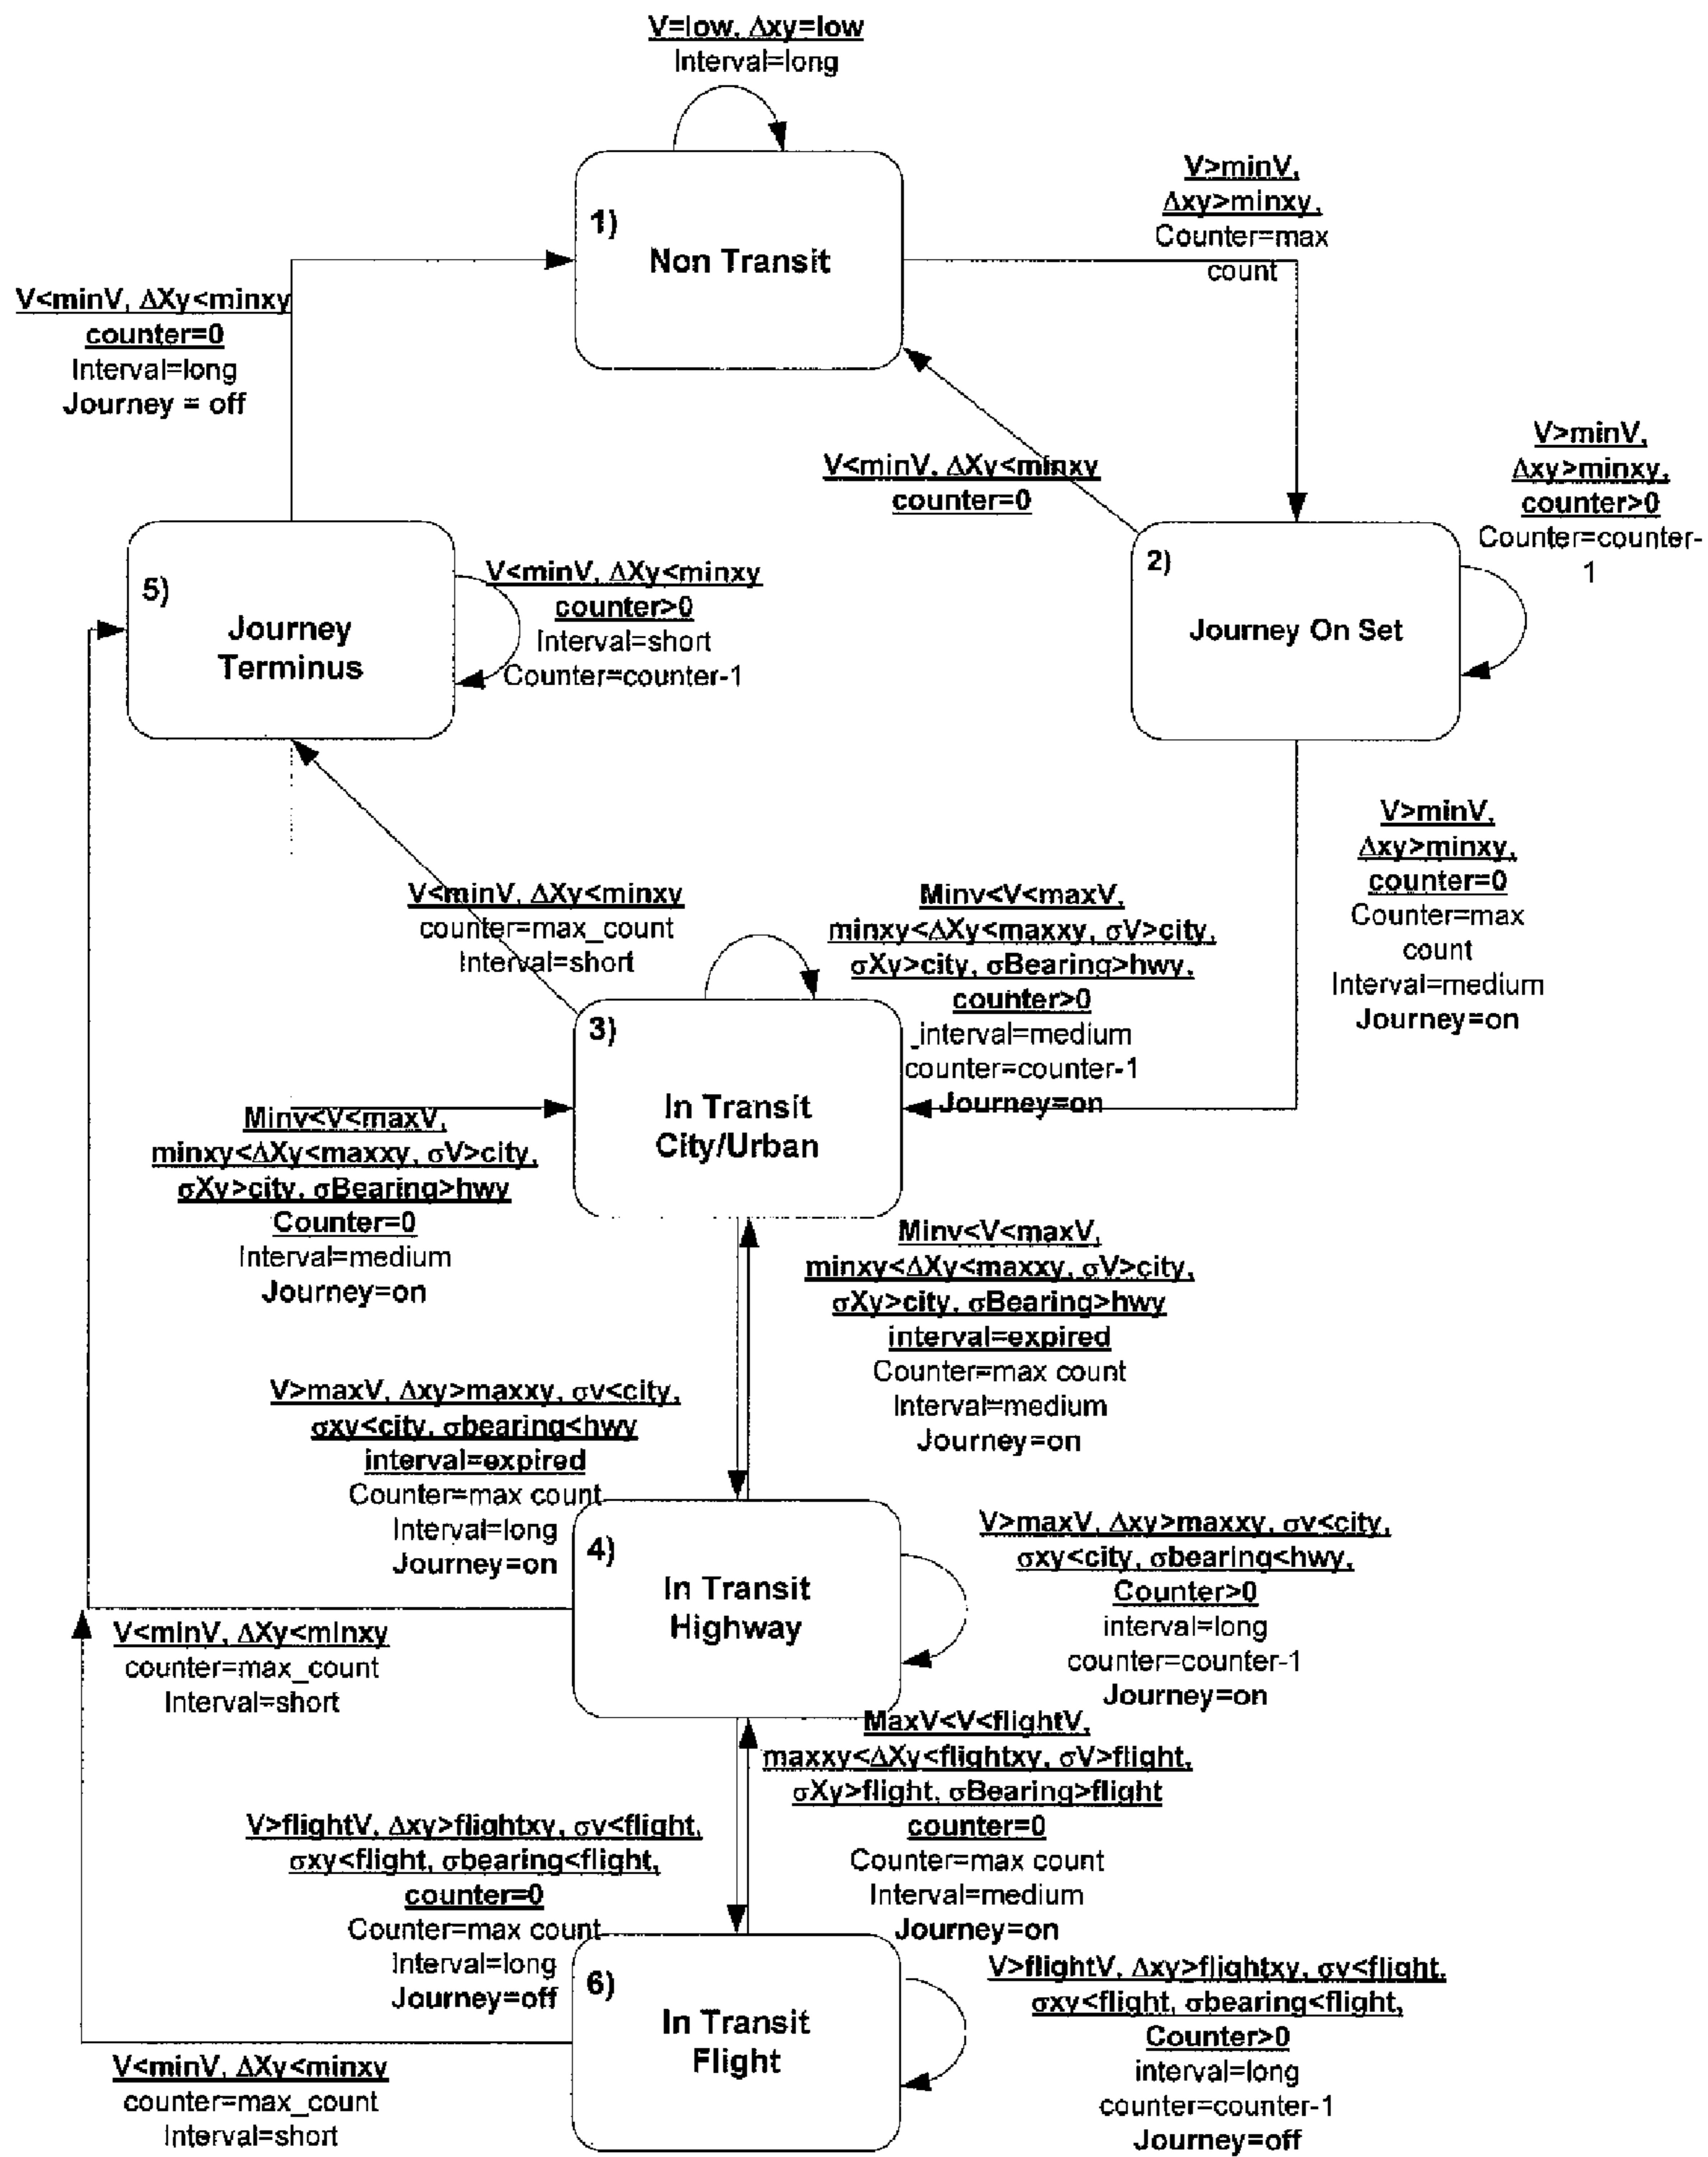 V=low, Δxy=low
Interval=long
1)
Non Transit
V>minV,
Δxy>minxy,
Counter=max
count
V<minV, ΔXy<minxy
counter=0
Interval=long
Journey = off
V<minV, ΔXy<minxy
counter=0
V>minV,
Δxy>minxy,
counter>0
Counter=counter-
1
2)
Journey On Set
5)
Journey
Terminus
V<minV, ΔXy<minxy
counter>0
Interval=short
Counter=counter-1
V>minV,
Δxy>minxy,
counter=0
Counter=max
count
Interval=medium
Journey=on
V<minV, ΔXy<minxy
counter=max_count
Interval=short
Minv<V<maxV,
minxy<ΔXy<maxxy, σV>city,
σXy>city, σBearing>hwy,
counter>0
interval=medium
counter=counter-1
Journey=on
3)
In Transit
City/Urban
Minv<V<maxV,
minxy<ΔXy<maxxy, σV>city,
σXy>city, σBearing>hwy
Counter=0
Interval=medium
Journey=on
Minv<V<maxV,
minxy<ΔXy<maxxy, σV>city,
σXy>city, σBearing>hwy
interval=expired
Counter=max count
Interval=medium
Journey=on
V>maxV, Δxy>maxxy, σv<city,
σxy<city, σbearing<hwy
interval=expired
Counter=max count
Interval=long
Journey=on
4)
In Transit
Highway
V>maxV, Δxy>maxxy, σv<city,
σxy<city, σbearing<hwy,
Counter>0
interval=long
counter=counter-1
Journey=on
V<minV, ΔXy<minxy
counter=max_count
Interval=short
MaxV<V<flightV,
maxxy<ΔXy<flightxy, σV>flight,
σXy>flight, σBearing>flight
counter=0
Counter=max count
Interval=medium
Journey=on
V>flightV, Δxy>flightxy, σv<flight,
σxy<flight, σbearing<flight,
counter=0
Counter=max count
Interval=long
Journey=off
6)
In Transit
Flight
V>flightV, Δxy>flightxy, σv<flight,
σxy<flight, σbearing<flight,
Counter>0
interval=long
counter=counter-1
Journey=off
V<minV, ΔXy<minxy
counter=max_count
Interval=short